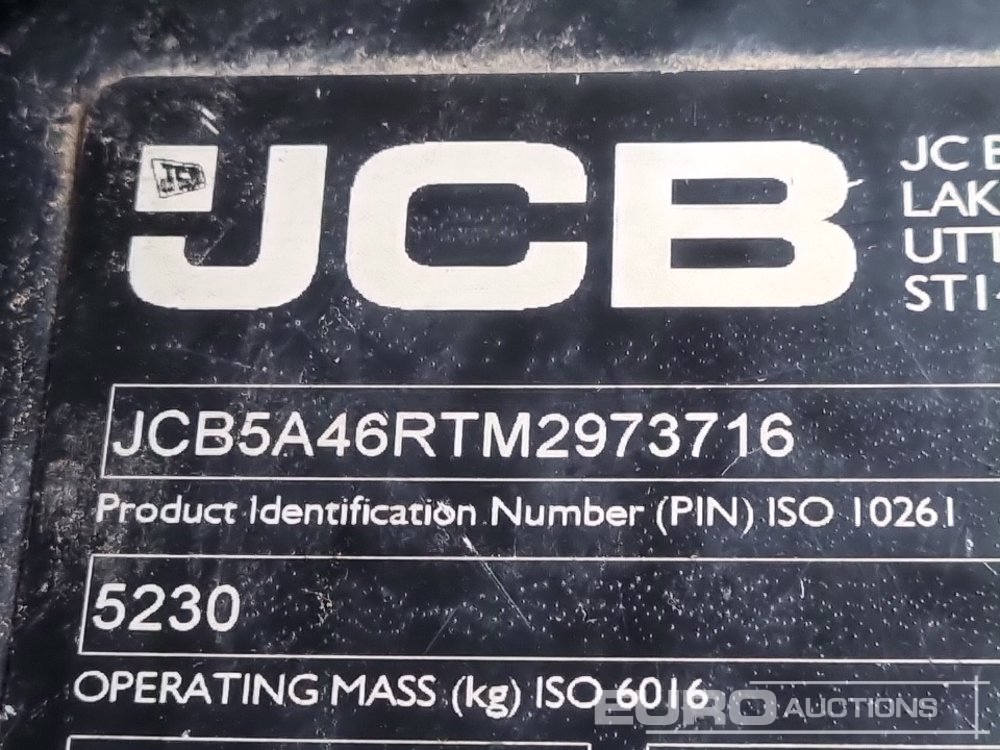 JCB
JCB
JC B
LAK
UTT
ST1
JCB5A46RTM2973716
Product Identification Number (PIN) ISO 10261
5230
OPERATING MASS (kg) ISO 6016
EURO AUCTIONS